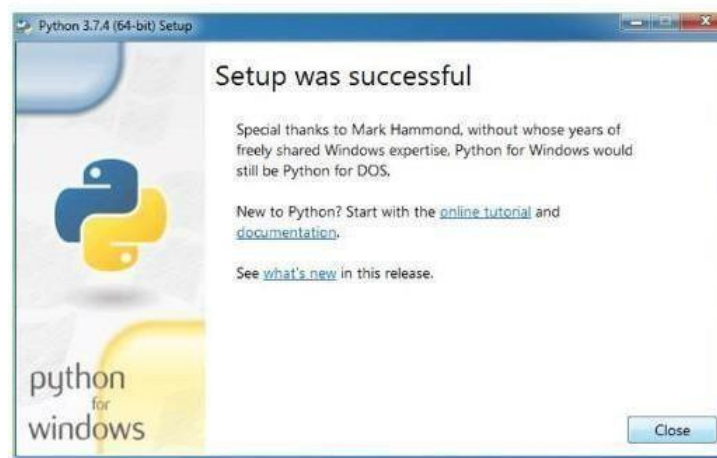 Python 3.7.4 (64-bit) Setup
Setup was successful
Special thanks to Mark Hammond, without whose years of
freely shared Windows expertise, Python for Windows would
still be Python for DOS.
New to Python? Start with the online tutorial and
documentation.
See what's new in this release.
python
for
windows
Close